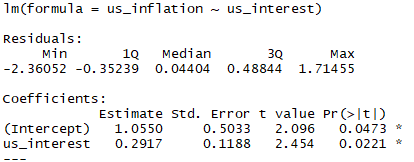 lm(formula = us_inflation ~ us_interest)
Residuals:
Min 1Q Median 3Q Max
-2.36052 -0.35239 0.04404 0.48844 1.71455
Coefficients:
Estimate Std. Error t value Pr(>|t|)
(Intercept) 1.0550 0.5033 2.096 0.0473 *
us_interest 0.2917 0.1188 2.454 0.0221 *
---